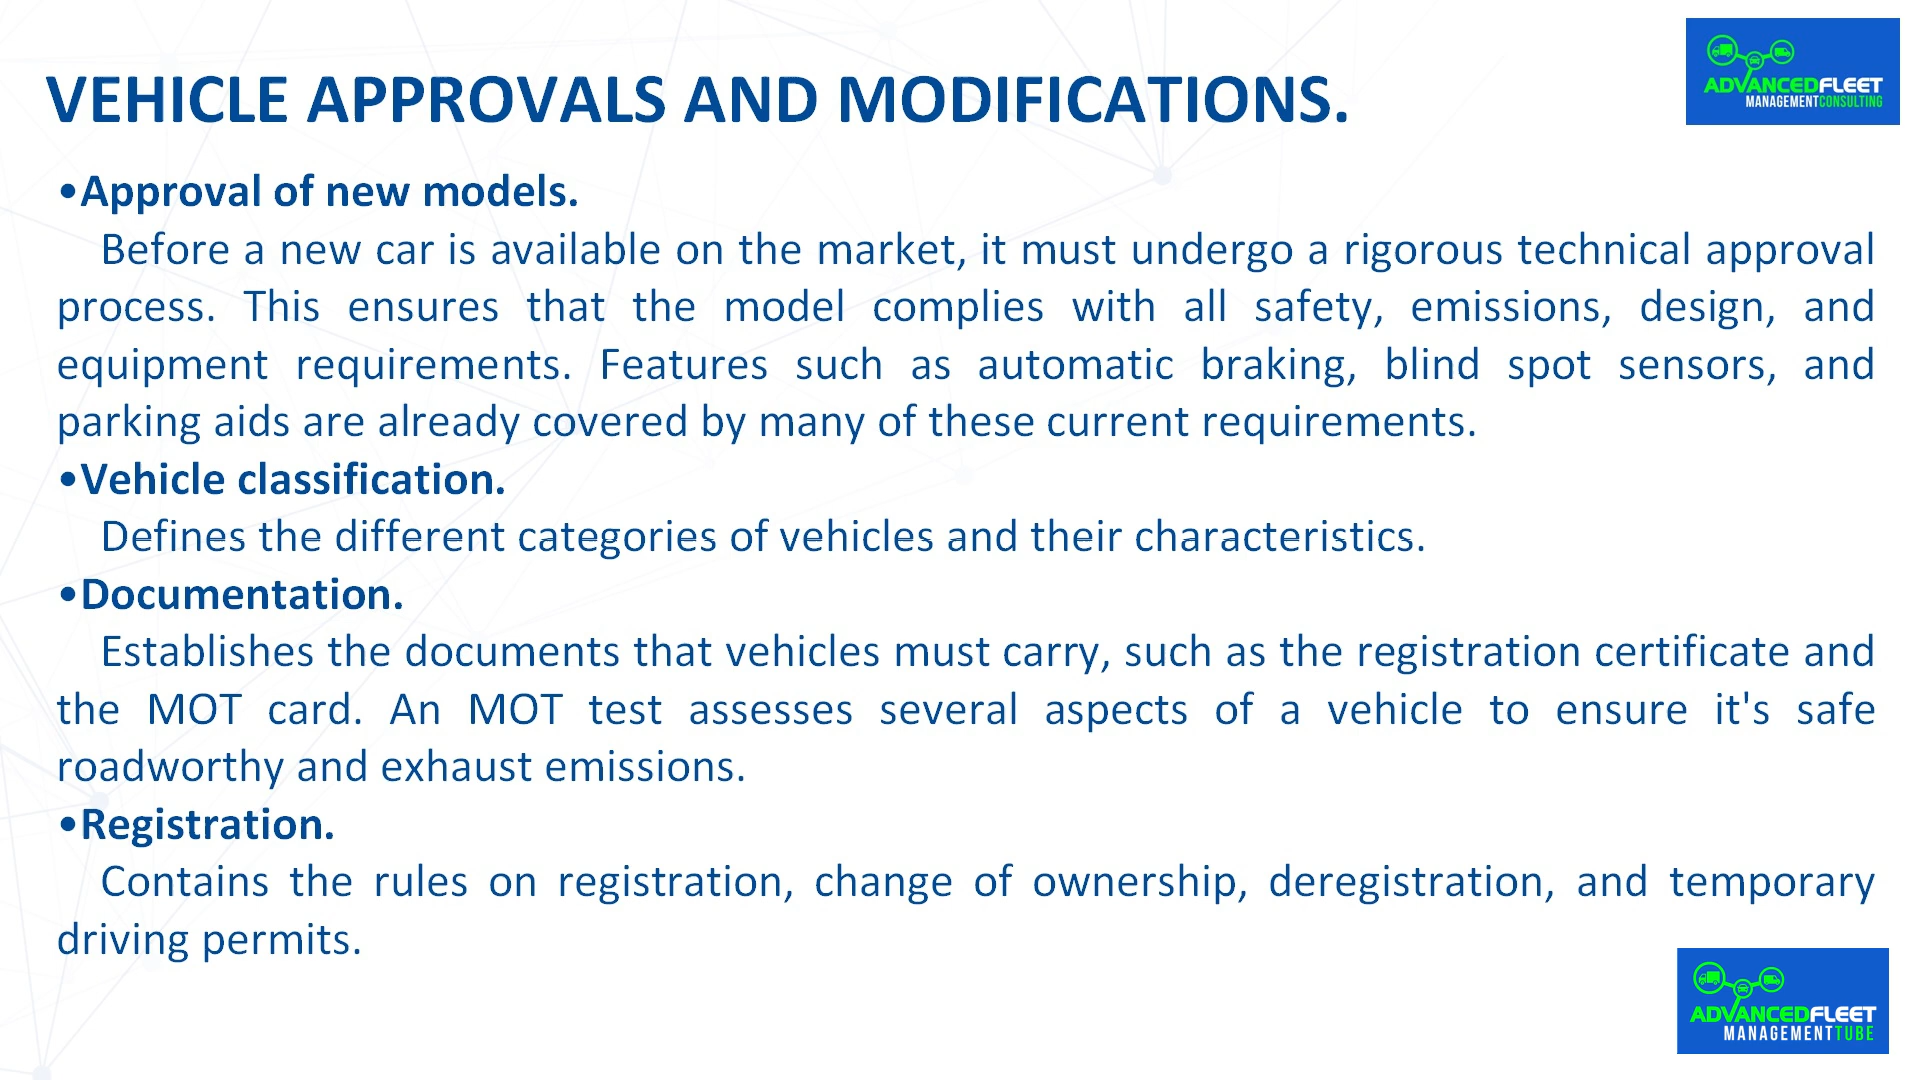 VEHICLE APPROVALS AND MODIFICATIONS.
ADVANCEDFLEET
MANAGEMENTCONSULTING
•Approval of new models.
Before a new car is available on the market, it must undergo a rigorous technical approval
process. This ensures that the model complies with all safety, emissions, design, and
equipment requirements. Features such as automatic braking, blind spot sensors, and
parking aids are already covered by many of these current requirements.
•Vehicle classification.
Defines the different categories of vehicles and their characteristics.
•Documentation.
Establishes the documents that vehicles must carry, such as the registration certificate and
the MOT card. An MOT test assesses several aspects of a vehicle to ensure it's safe
roadworthy and exhaust emissions.
•Registration.
Contains the rules on registration, change of ownership, deregistration, and temporary
driving permits.
ADVANCEDFLEET
MANAGEMENTTUBE